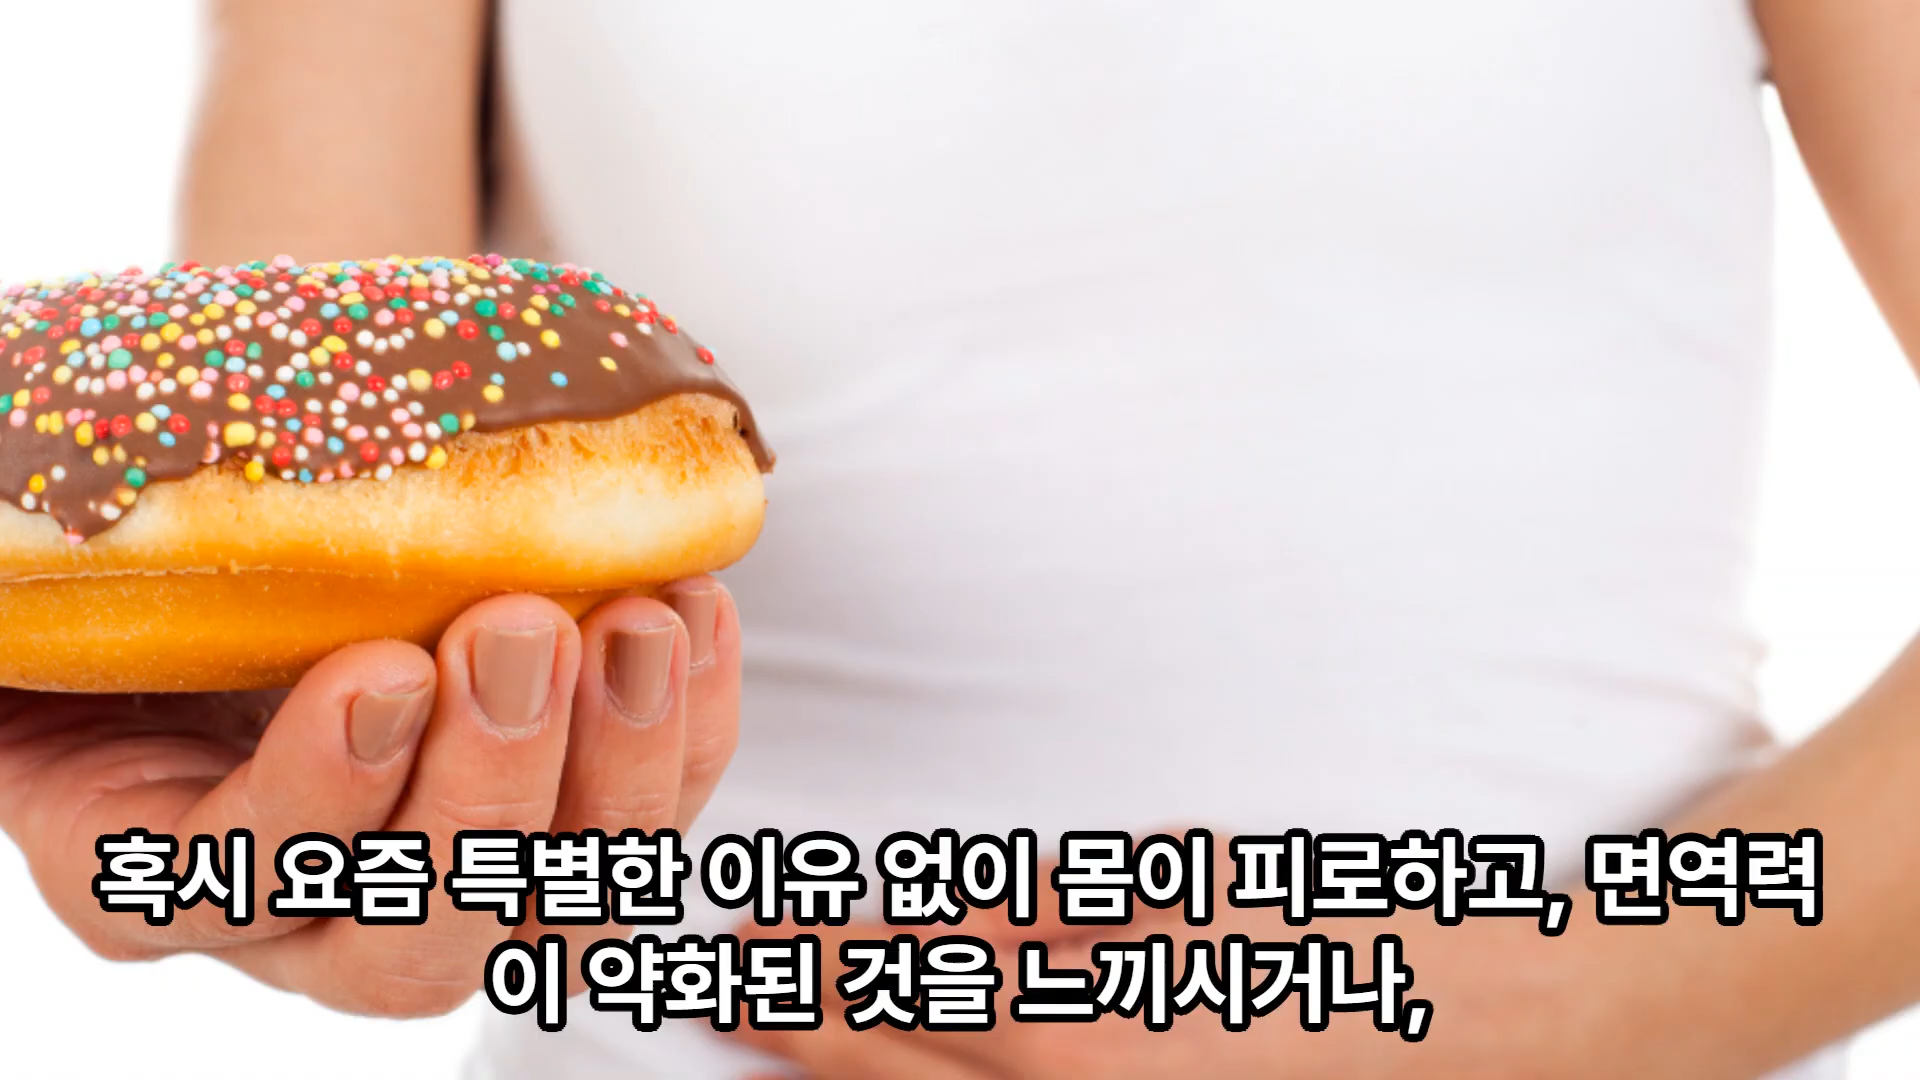 혹시 요즘 특별한 이유 없이 몸이 피로하고, 면역력
이 약화된 것을 느끼시거나,